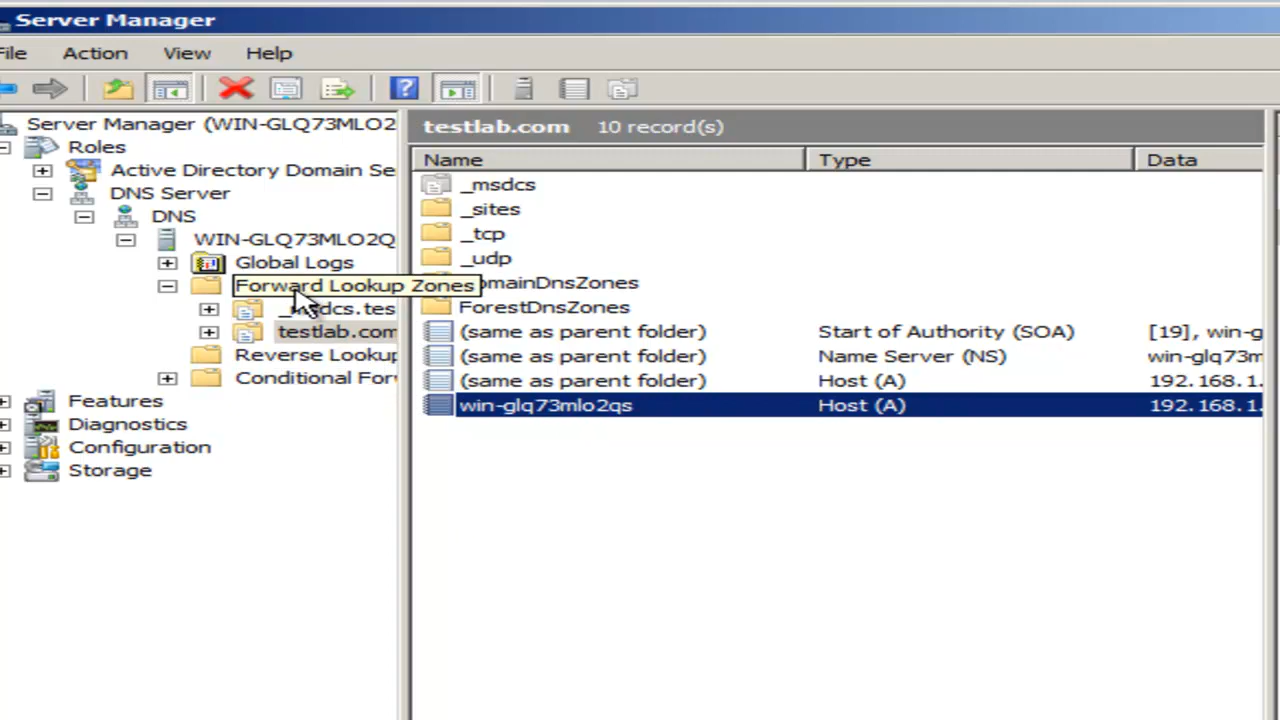 Server Manager
File Action View Help
Server Manager (WIN-GLQ73MLO2
Roles
Active Directory Domain Se
DNS Server
DNS
WIN-GLQ73MLO2Q
Global Logs
Forward Lookup Zones
_msdcs.tes
testlab.com
Reverse Lookup
Conditional For
Features
Diagnostics
Configuration
Storage
testlab.com 10 record(s)
Name Type Data
_msdcs
_sites
_tcp
_udp
omainDnsZones
ForestDnsZones
(same as parent folder) Start of Authority (SOA) [19], win-g
(same as parent folder) Name Server (NS) win-glq73m
(same as parent folder) Host (A) 192.168.1.
win-glq73mlo2qs Host (A) 192.168.1.